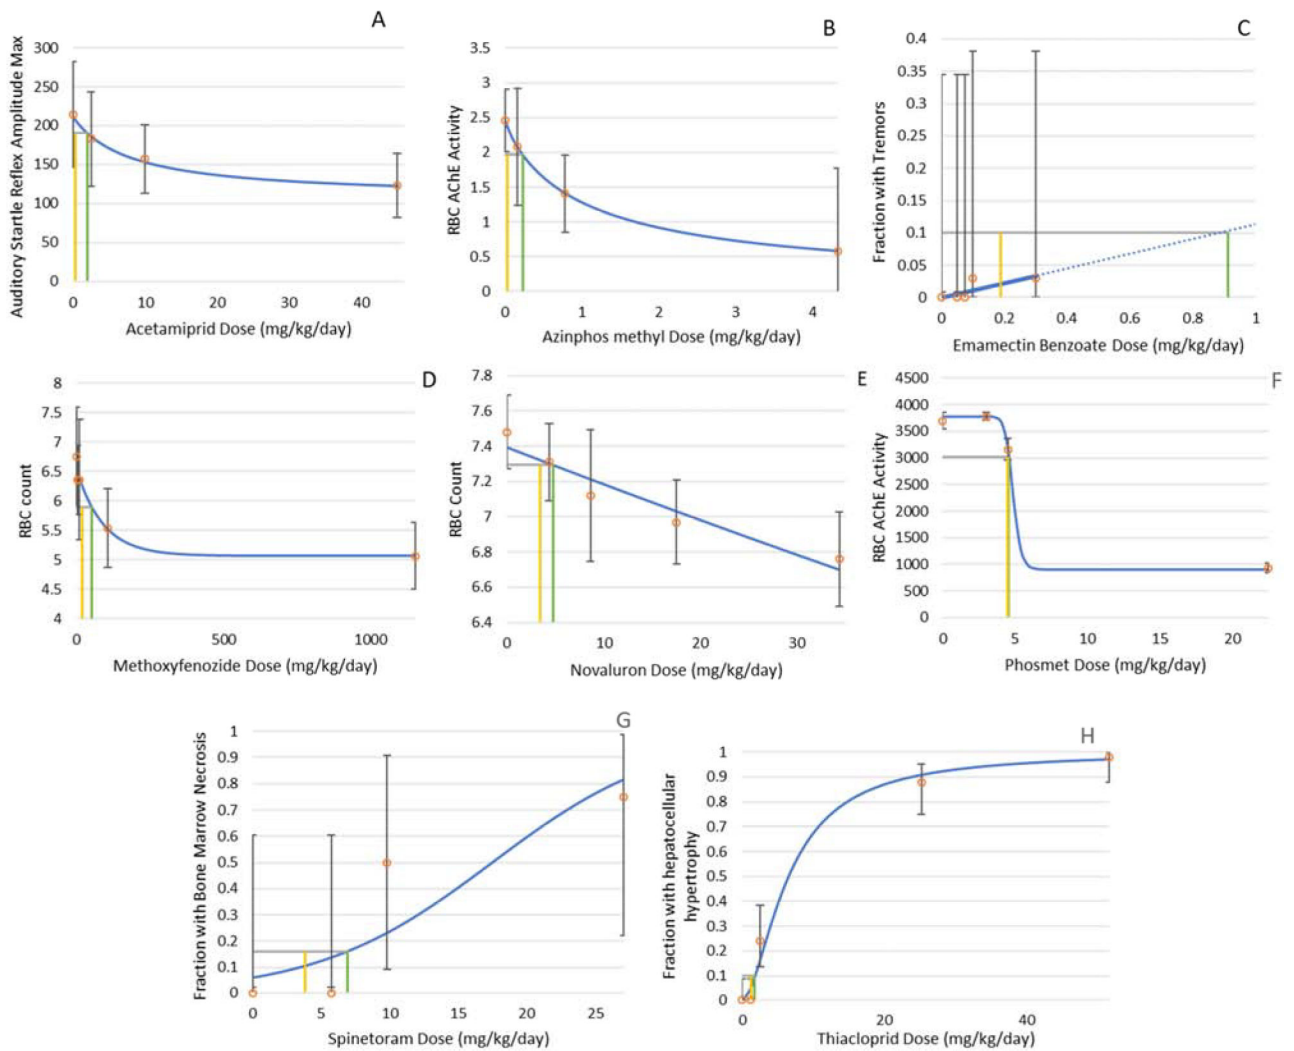 A
Auditory Startle Reflex Amplitude Max
300
250
200
150
100
50
0
0 10 20 30 40
Acetamiprid Dose (mg/kg/day)
B
RBC AChE Activity
3.5
3
2.5
2
1.5
1
0.5
0
0 1 2 3 4
Azinphos methyl Dose (mg/kg/day)
C
Fraction with Tremors
0.4
0.35
0.3
0.25
0.2
0.15
0.1
0.05
0
0 0.2 0.4 0.6 0.8 1
Emamectin Benzoate Dose (mg/kg/day)
D
RBC count
8
7.5
7
6.5
6
5.5
5
4.5
4
0 500 1000
Methoxyfenozide Dose (mg/kg/day)
E
RBC Count
7.8
7.6
7.4
7.2
7
6.8
6.6
6.4
0 10 20 30
Novaluron Dose (mg/kg/day)
F
RBC AChE Activity
4500
4000
3500
3000
2500
2000
1500
1000
500
0
0 5 10 15 20
Phosmet Dose (mg/kg/day)
G
Fraction with Bone Marrow Necrosis
1
0.9
0.8
0.7
0.6
0.5
0.4
0.3
0.2
0.1
0
0 5 10 15 20 25
Spinetoram Dose (mg/kg/day)
H
Fraction with hepatocellular
hypertrophy
1
0.9
0.8
0.7
0.6
0.5
0.4
0.3
0.2
0.1
0
0 20 40
Thiacloprid Dose (mg/kg/day)